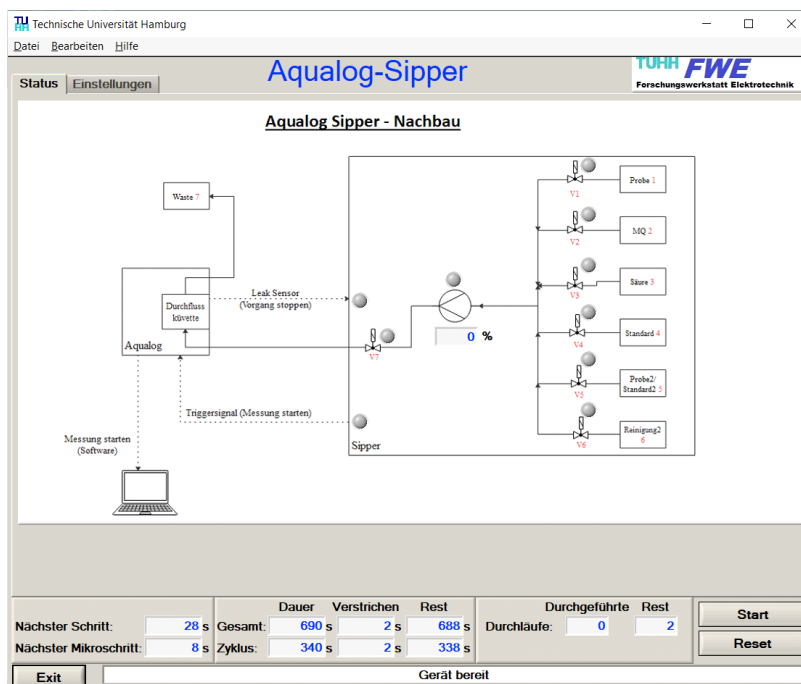 TU HH Technische Universität Hamburg
Datei Bearbeiten Hilfe
Status Einstellungen
Aqualog-Sipper
TUHH FWE
Forschungswerkstatt Elektrotechnik
Aqualog Sipper - Nachbau
Probe 1
V1
Waste 7
MQ 2
V2
Leak Sensor
(Vorgang stoppen)
Säure 3
V3
Durchfluss
küvette
Aqualog
0 %
Standard 4
V4
V7
Probe2/
Standard2 5
V5
Triggersignal (Messung starten)
Reinigung2
6
V6
Sipper
Messung starten
(Software)
Dauer Verstrichen Rest
Durchgeführte Rest
Nächster Schritt: 28 s
Gesamt: 690 s 2 s 688 s
Durchläufe: 0 2
Start
Nächster Mikroschritt: 8 s
Zyklus: 340 s 2 s 338 s
Reset
Exit
Gerät bereit